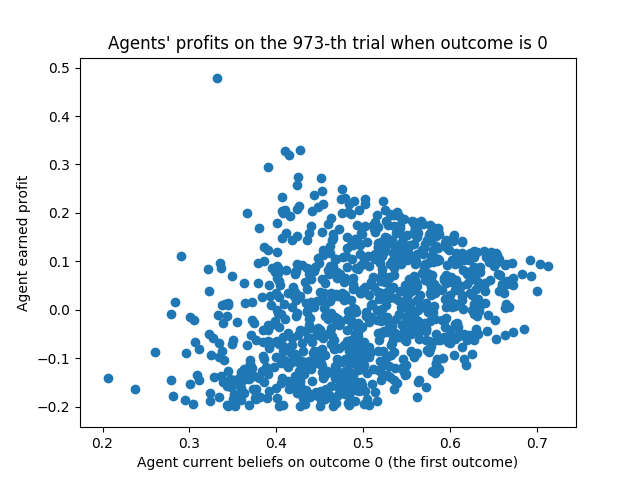 Agents' profits on the 973-th trial when outcome is 0
0.5
0.4
0.3
0.2
0.1
0.0
−0.1
−0.2
Agent earned profit
0.2 0.3 0.4 0.5 0.6 0.7
Agent current beliefs on outcome 0 (the first outcome)